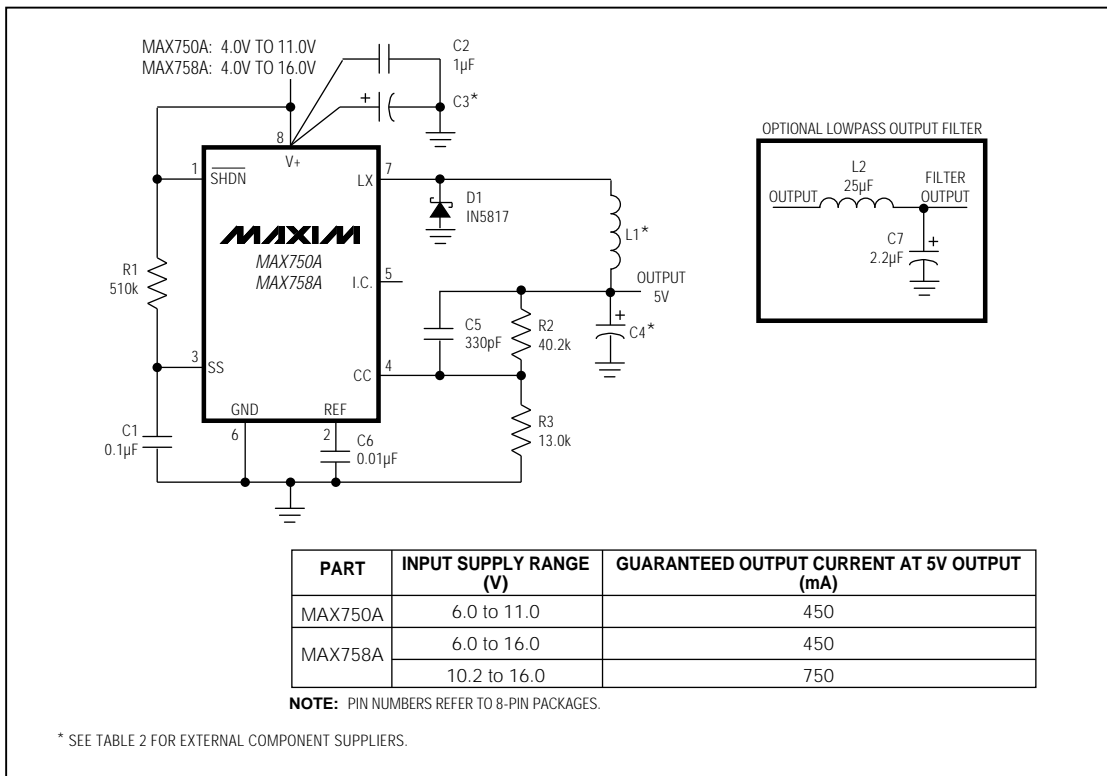 MAX750A: 4.0V TO 11.0V
MAX758A: 4.0V TO 16.0V
C2
1µF
+
C3*
8
V+
1
SHDN
7
LX
D1
IN5817
L1*
MAXIM
MAX750A
MAX758A
R1
510k
I.C.
5
OUTPUT
5V
C5
330pF
R2
40.2k
+
C4*
3
SS
4
CC
GND
6
REF
2
C1
0.1µF
C6
0.01µF
R3
13.0k
OPTIONAL LOWPASS OUTPUT FILTER
L2
25µF
OUTPUT
FILTER
OUTPUT
C7
2.2µF
+
PART INPUT SUPPLY RANGE (V) GUARANTEED OUTPUT CURRENT AT 5V OUTPUT (mA)
MAX750A 6.0 to 11.0 450
MAX758A 6.0 to 16.0 450
10.2 to 16.0 750
NOTE: PIN NUMBERS REFER TO 8-PIN PACKAGES.
* SEE TABLE 2 FOR EXTERNAL COMPONENT SUPPLIERS.